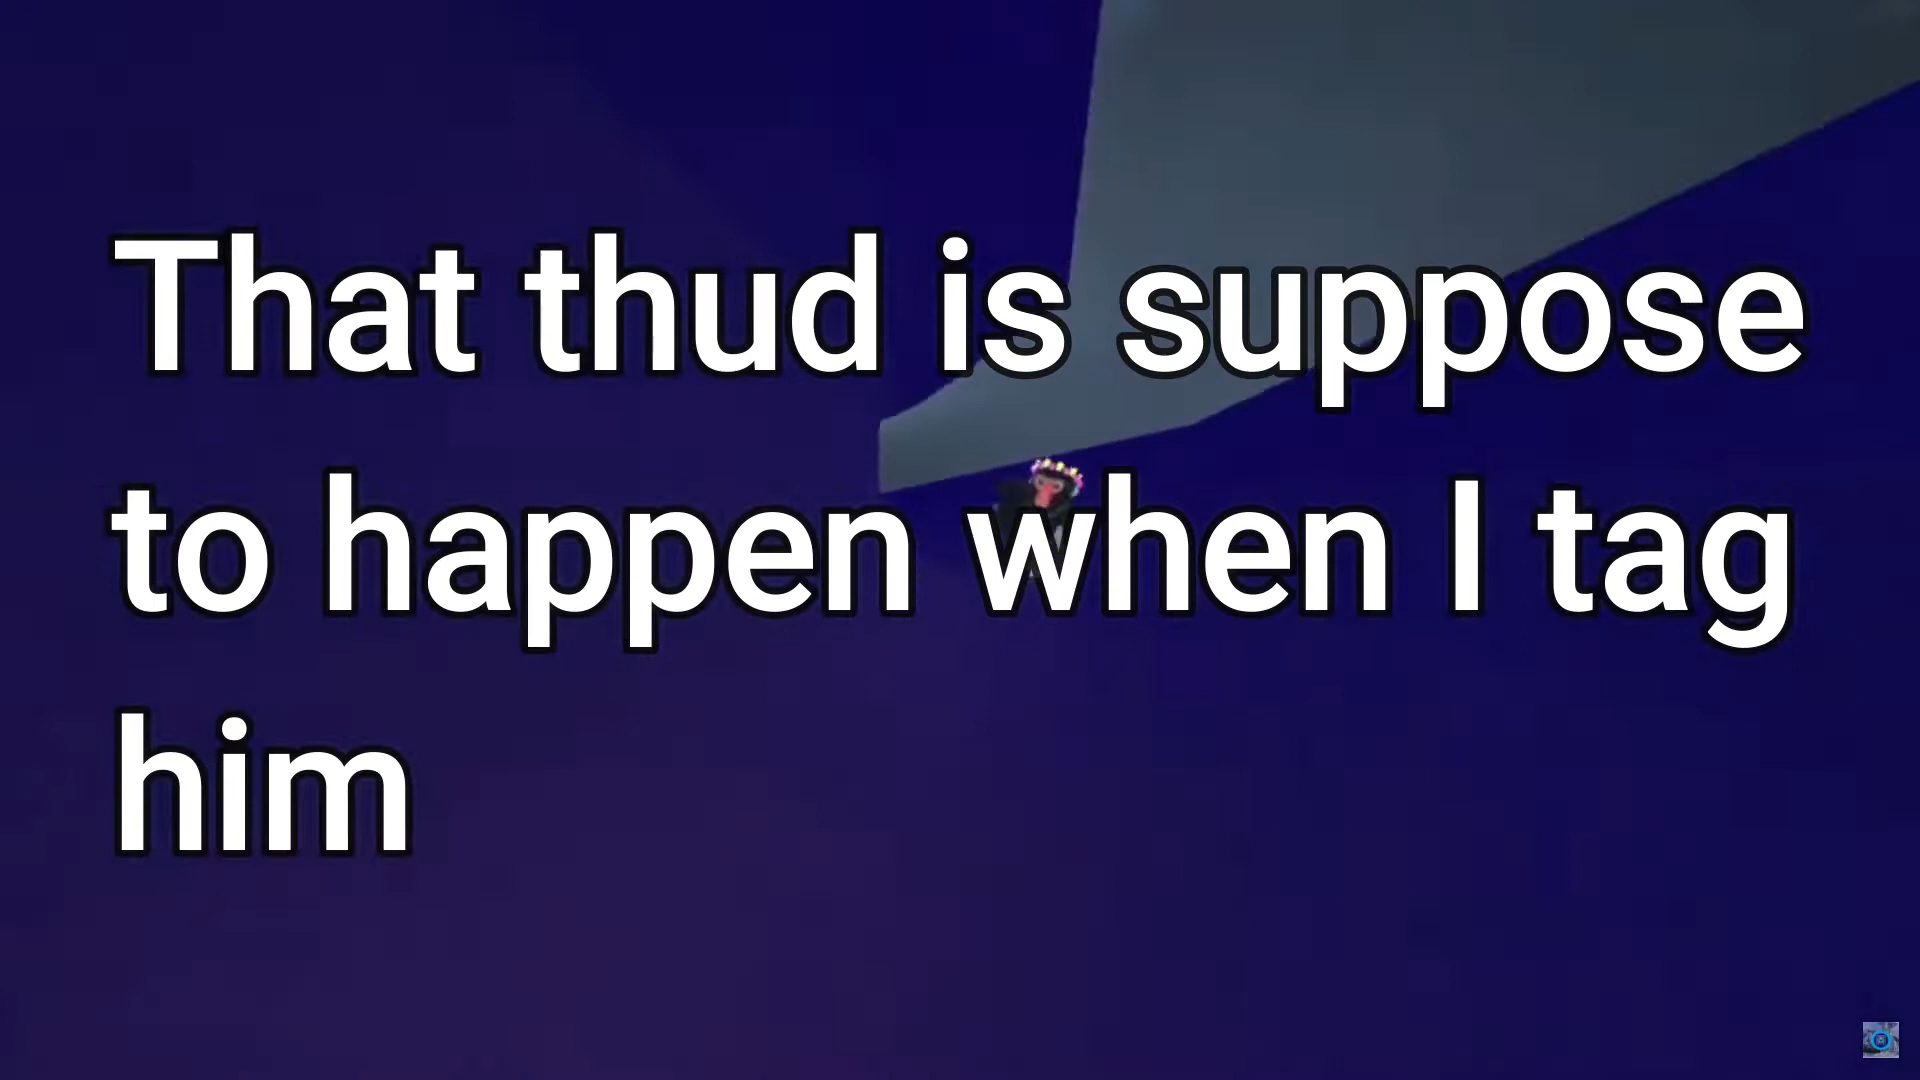 That thud is suppose
to happen when I tag
him